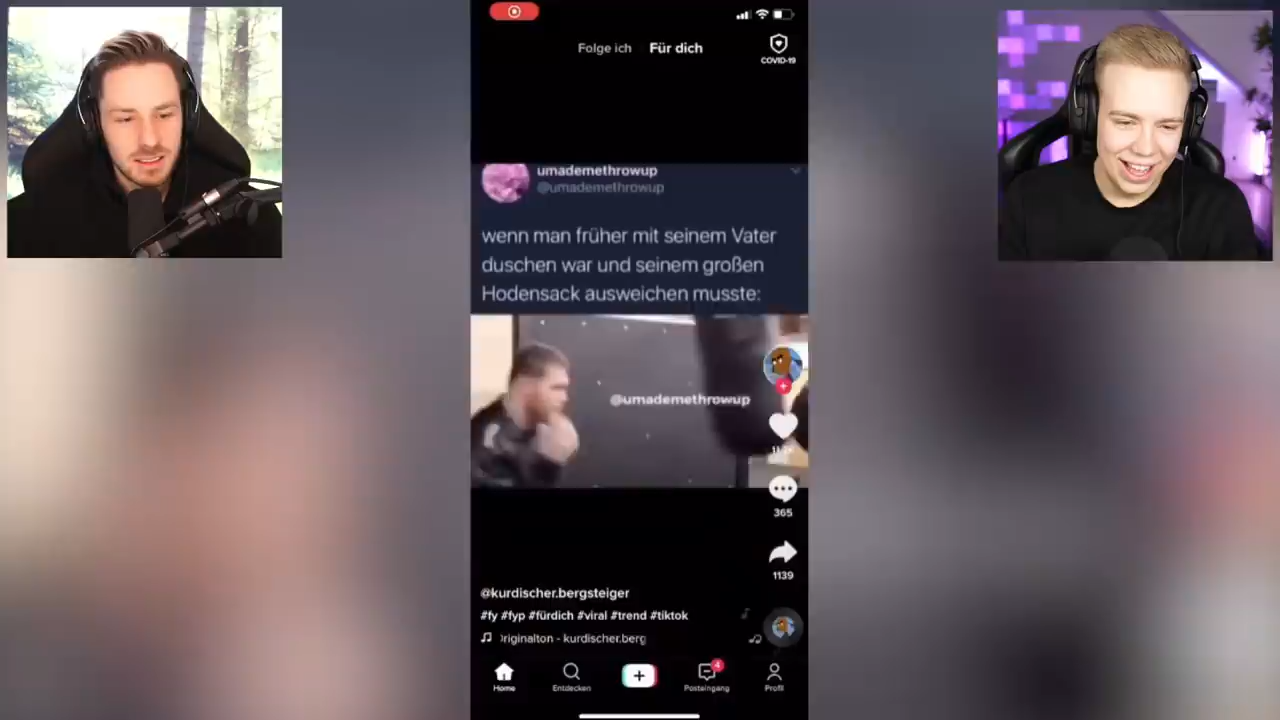 Folge ich Für dich
COVID-19
umademethrowup
@umademethrowup
wenn man früher mit seinem Vater
duschen war und seinem großen
Hodensack ausweichen musste:
@umademethrowup
365
1139
@kurdischer.bergsteiger
#fy #fyp #fürdich #viral #trend #tiktok
riginalton - kurdischer.berg
Home Entdecken Posteingang 4 Profil